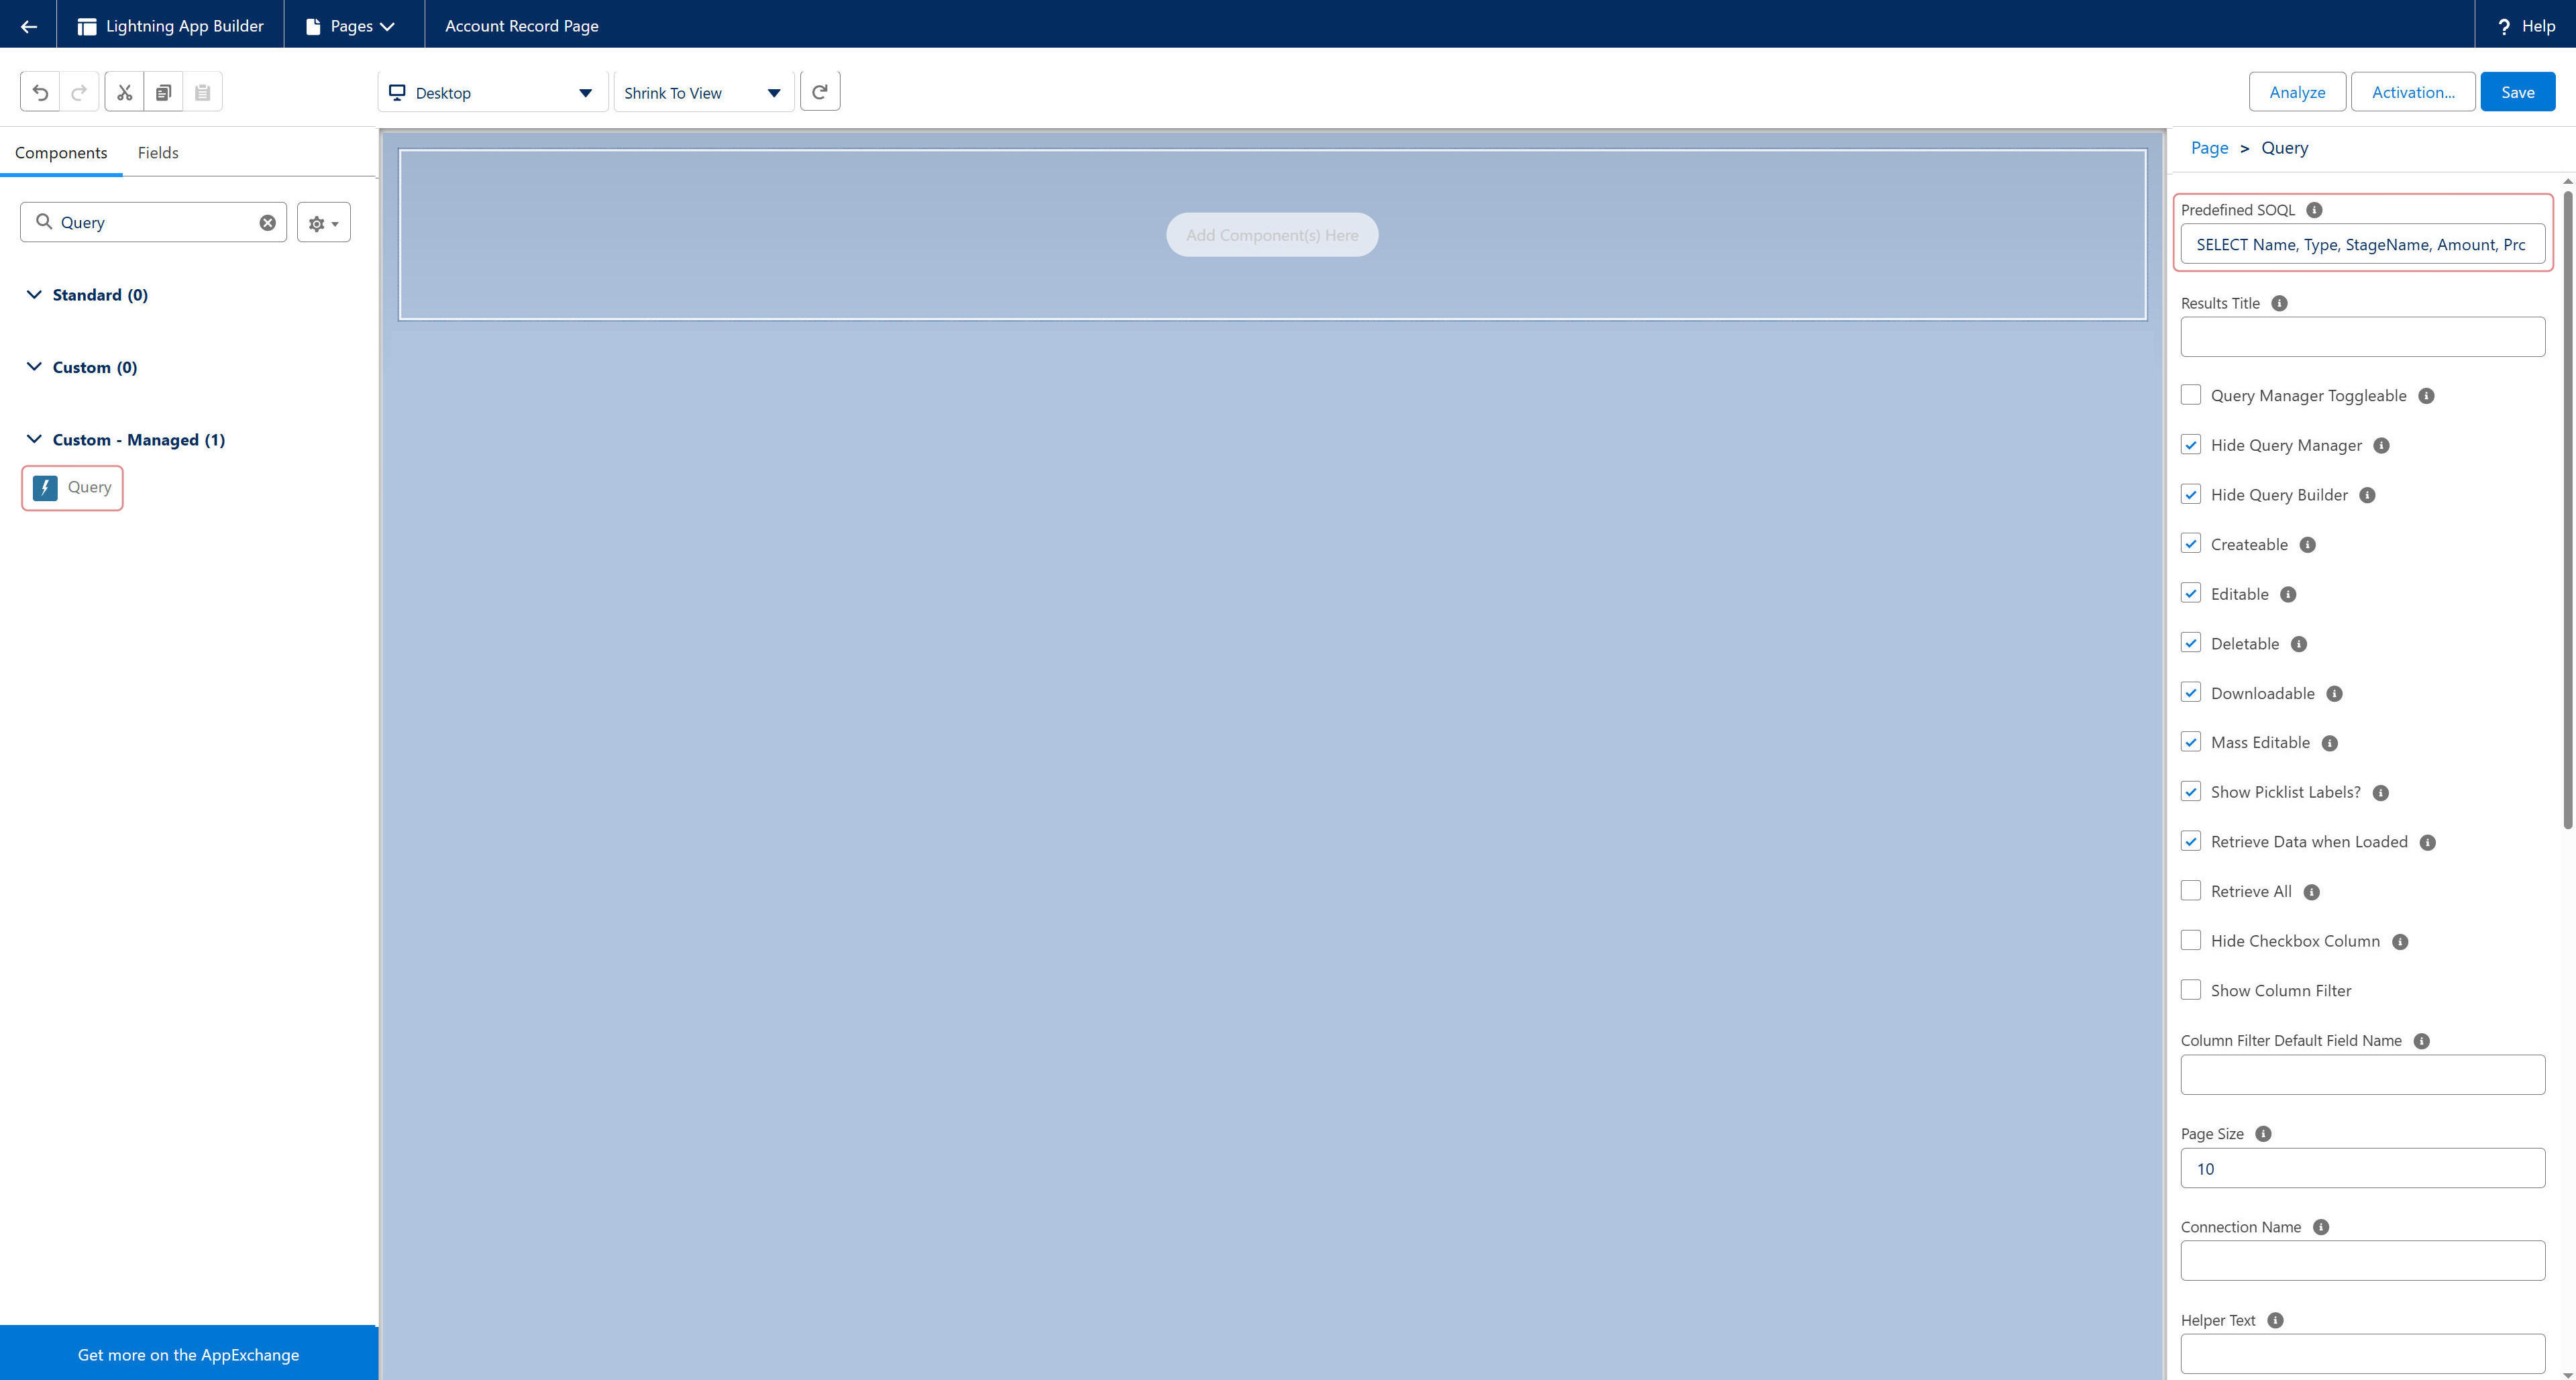 Lightning App Builder
Pages
Account Record Page
? Help
Desktop
Shrink To View
Analyze
Activation...
Save
Components
Fields
Query
Standard (0)
Custom (0)
Custom - Managed (1)
Query
Get more on the AppExchange
Add Component(s) Here
Page > Query
Predefined SOQL
SELECT Name, Type, StageName, Amount, Prc
Results Title
Query Manager Toggleable
Hide Query Manager
Hide Query Builder
Createable
Editable
Deletable
Downloadable
Mass Editable
Show Picklist Labels?
Retrieve Data when Loaded
Retrieve All
Hide Checkbox Column
Show Column Filter
Column Filter Default Field Name
Page Size
10
Connection Name
Helper Text